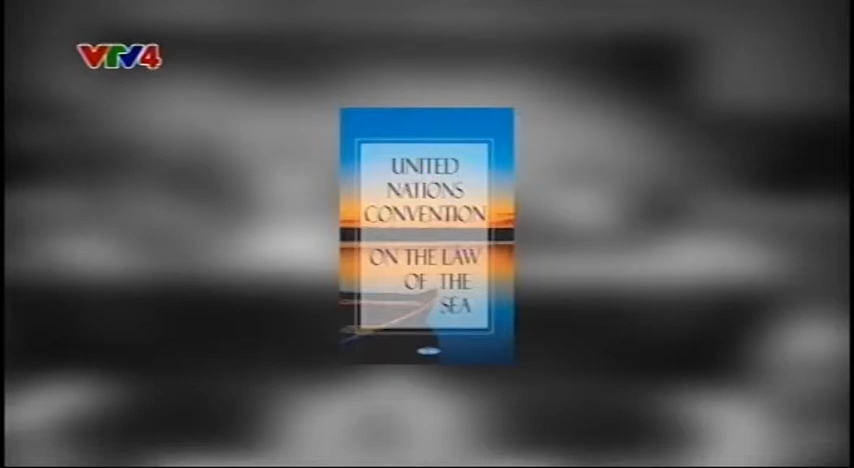 VTV4
UNITED
NATIONS
CONVENTION
ON THE LAW
OF THE
SEA